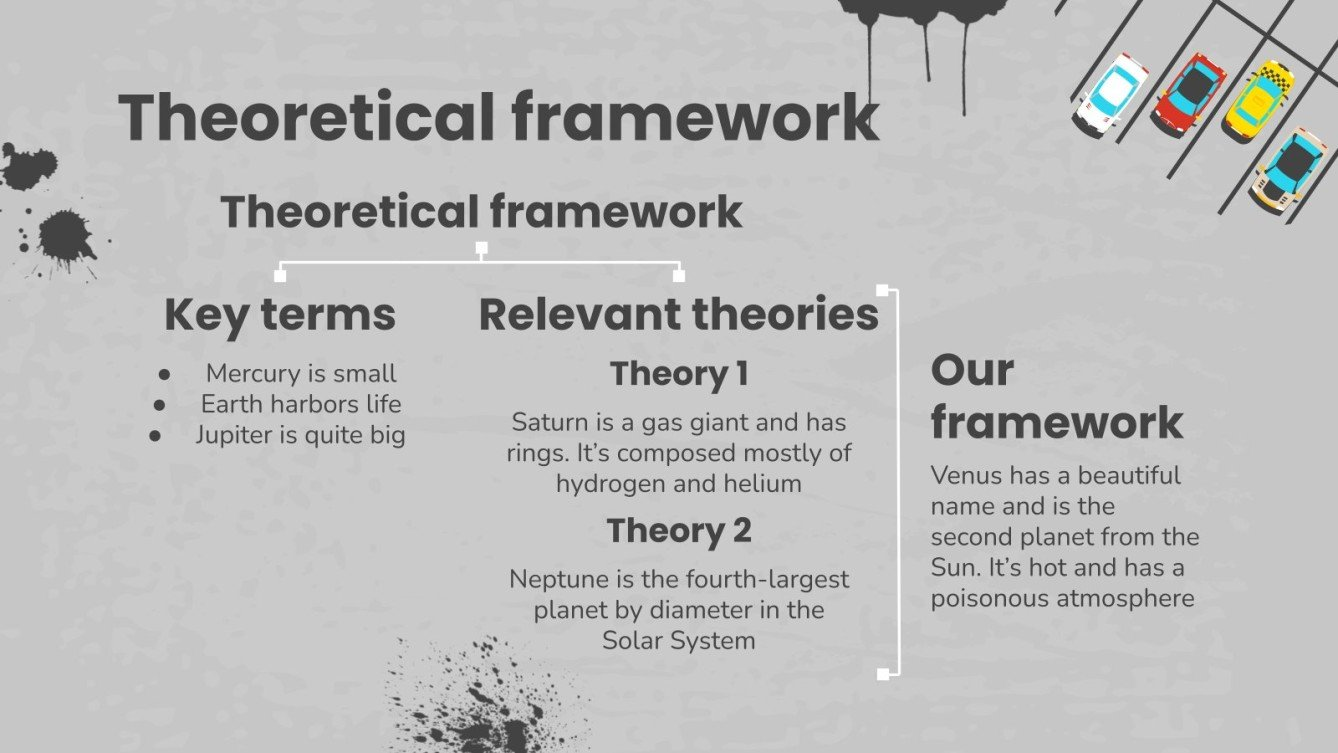 Theoretical framework
Theoretical framework
Key terms
● Mercury is small
● Earth harbors life
● Jupiter is quite big
Relevant theories
Theory 1
Saturn is a gas giant and has
rings. It’s composed mostly of
hydrogen and helium
Theory 2
Neptune is the fourth-largest
planet by diameter in the
Solar System
Our
framework
Venus has a beautiful
name and is the
second planet from the
Sun. It’s hot and has a
poisonous atmosphere